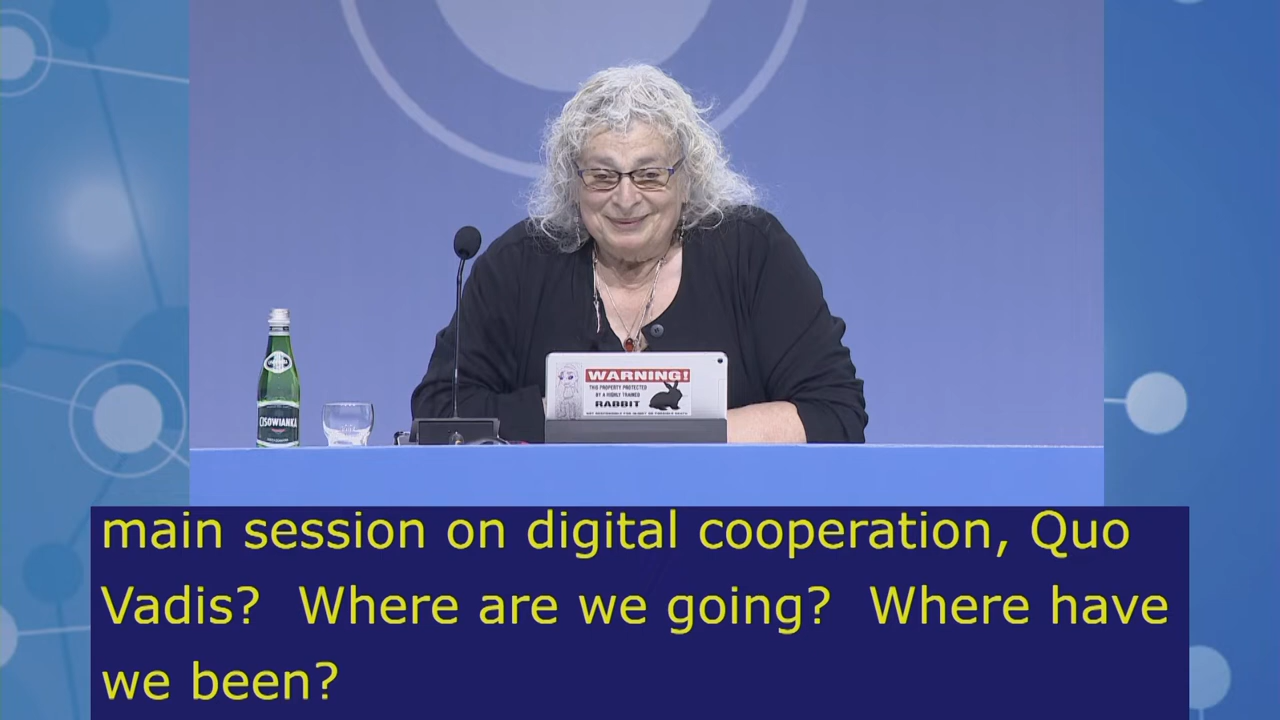 CISOWIANKA
WARNING!
THIS PROPERTY PROTECTED
BY A HIGHLY TRAINED
RABBIT
main session on digital cooperation, Quo
Vadis?  Where are we going?  Where have
we been?